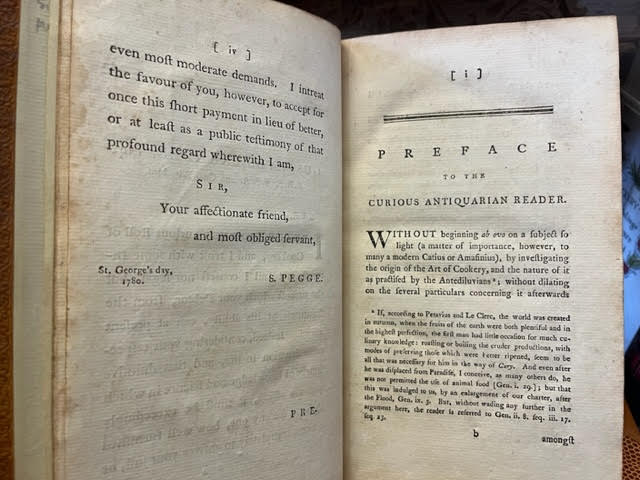 [ iv ]
even moſt moderate demands. I intreat
the favour of you, however, to accept for
once this ſhort payment in lieu of better,
or at leaſt as a public teſtimony of that
profound regard wherewith I am,
SIR,
Your affectionate friend,
and moſt obliged ſervant,
St. George's day,
1780.
S. PEGGE.
PRE-
[ i ]
PREFACE
TO THE
CURIOUS ANTIQUARIAN READER.
WITHOUT beginning ab ovo on a ſubject ſo
light (a matter of importance, however, to
many a modern Catius or Amaſinius), by inveſtigating
the origin of the Art of Cookery, and the nature of it
as practiſed by the Antediluvians *; without dilating
on the ſeveral particulars concerning it afterwards
* If, according to Petavius and Le Clerc, the world was created
in autumn, when the fruits of the earth were both plentiful and in
the higheſt perfection, the firſt man had little occaſion for much cu-
linary knowledge: roaſting or boiling the cruder productions, with
modes of preſerving thoſe which were better ripened, ſeem to be
all that was neceſſary for him in the way of Cury. And even after
he was diſplaced from Paradiſe, I conceive, as many others do, he
was not permitted the uſe of animal food [Gen. i. 29.]; but that
this was indulged to us, by an enlargement of our charter, after
the Flood, Gen. ix. 3. But, without wading any further in the
argument here, the reader is referred to Gen. ii. 8. ſeq. iii. 17.
ſeq. 23.
b
amongſt